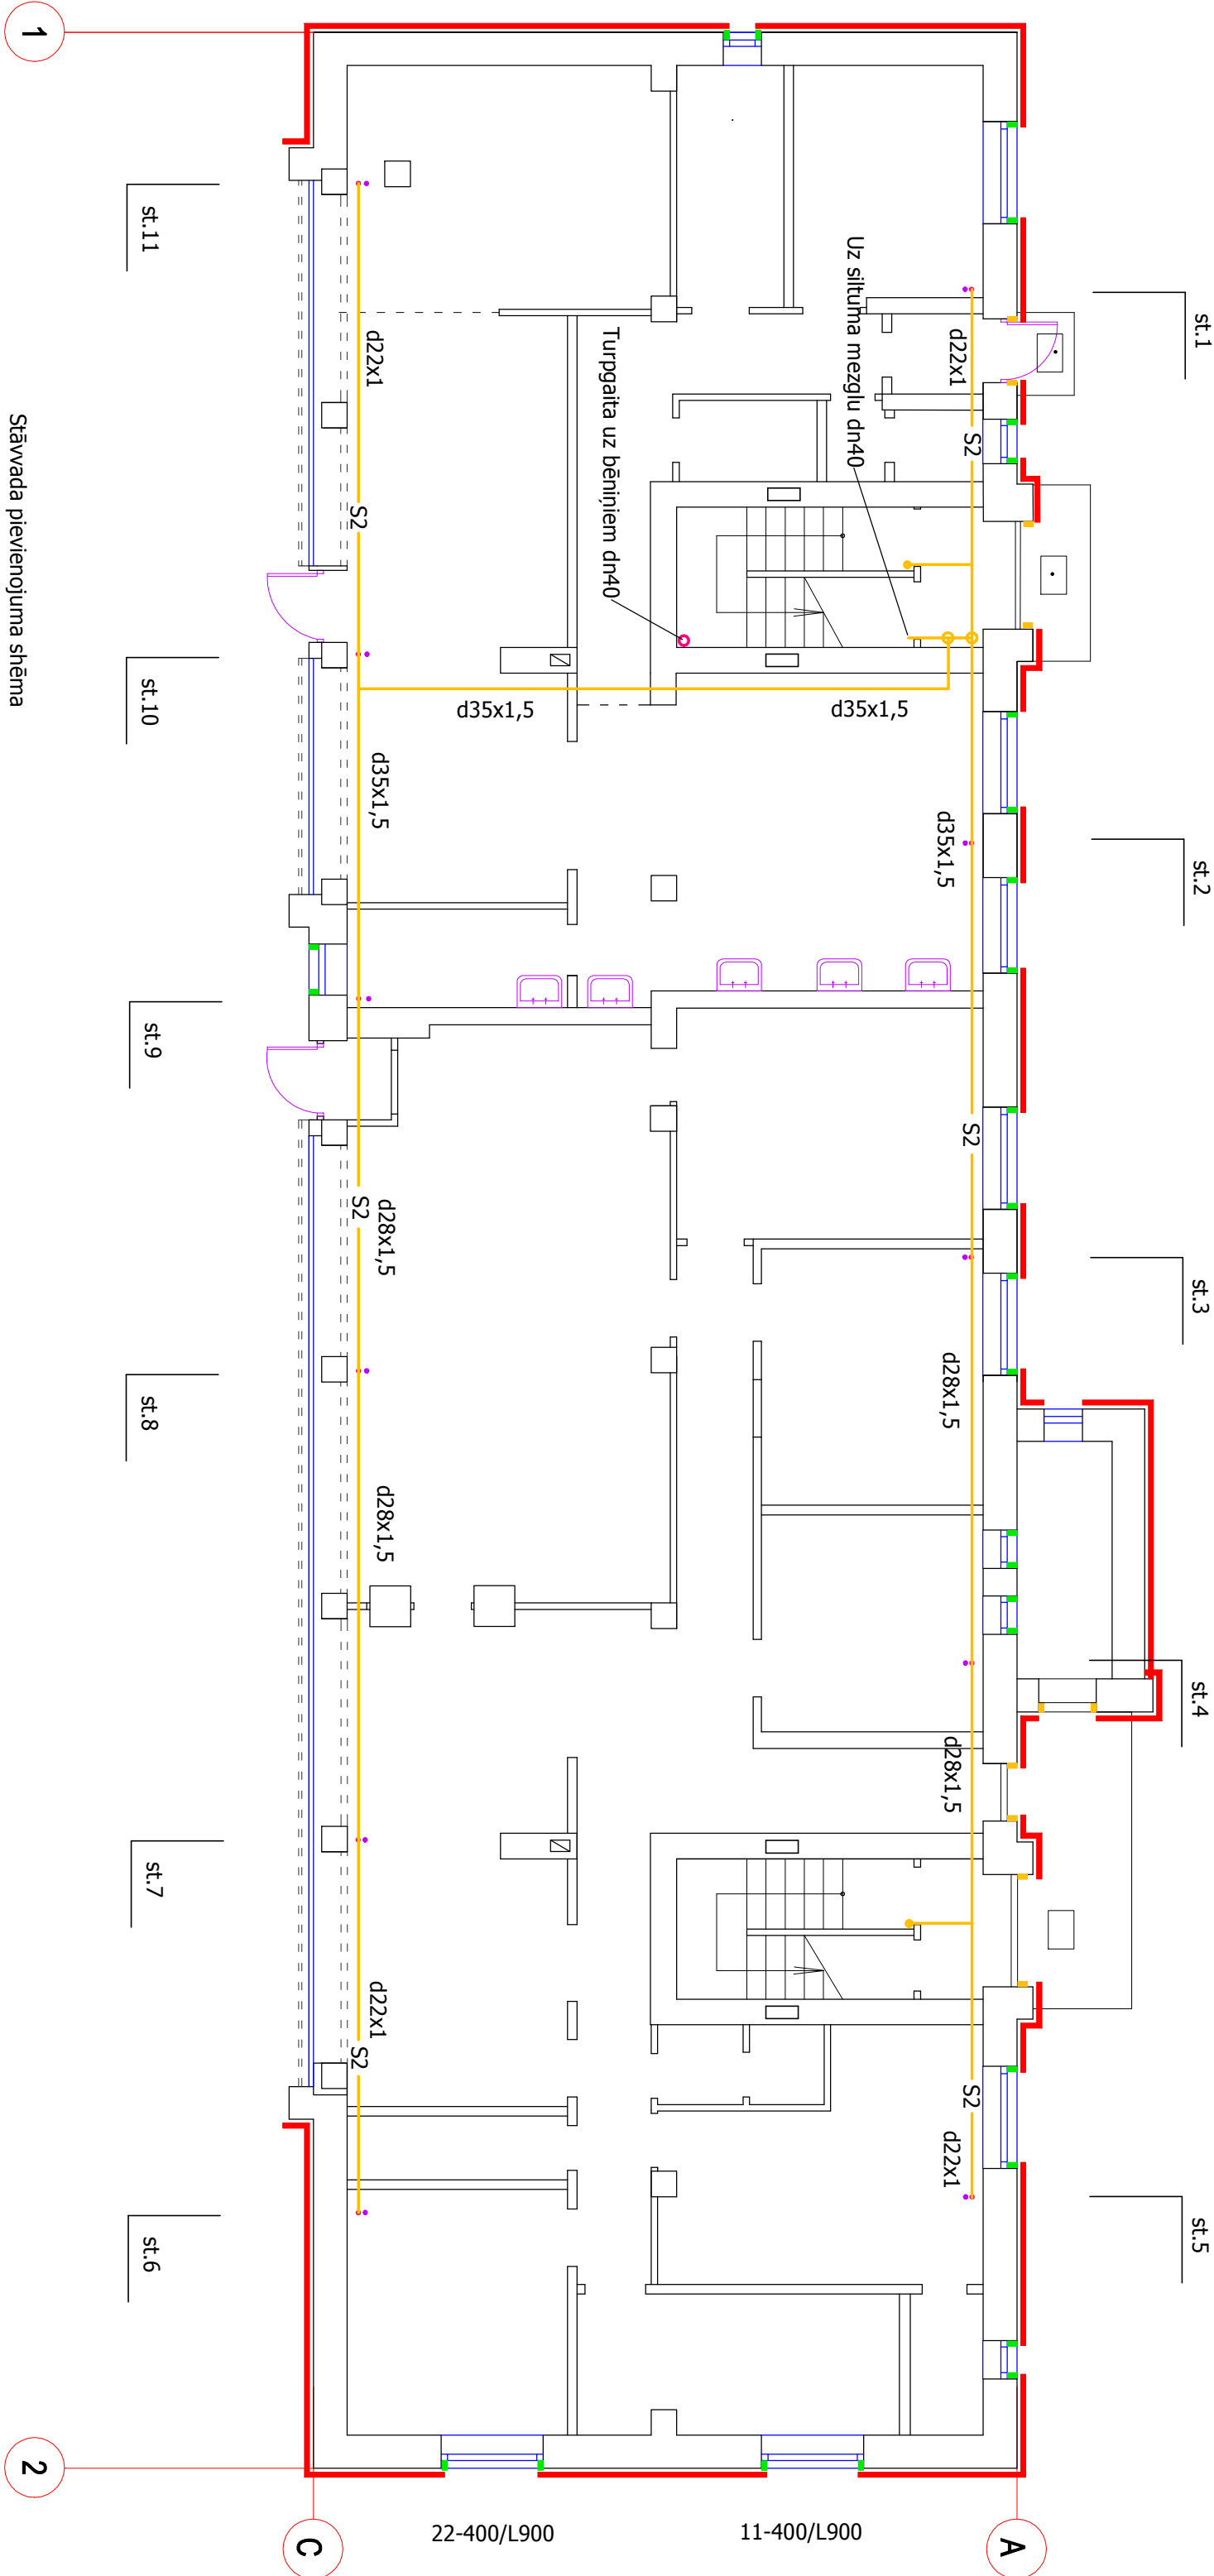 1
st.11
st.1
d22x1
d22x1
Uz siltuma mezglu dn40
Turpgaita uz bēniņiem dn40
S2
S2
Stāvvada pievienojuma shēma
st.10
d35x1,5
d35x1,5
d35x1,5
d35x1,5
st.2
st.9
S2
S2
d28x1,5
st.3
st.8
d28x1,5
d28x1,5
st.4
d28x1,5
st.7
d22x1
S2
S2
d22x1
st.6
st.5
2
22-400/L900
11-400/L900
C
A